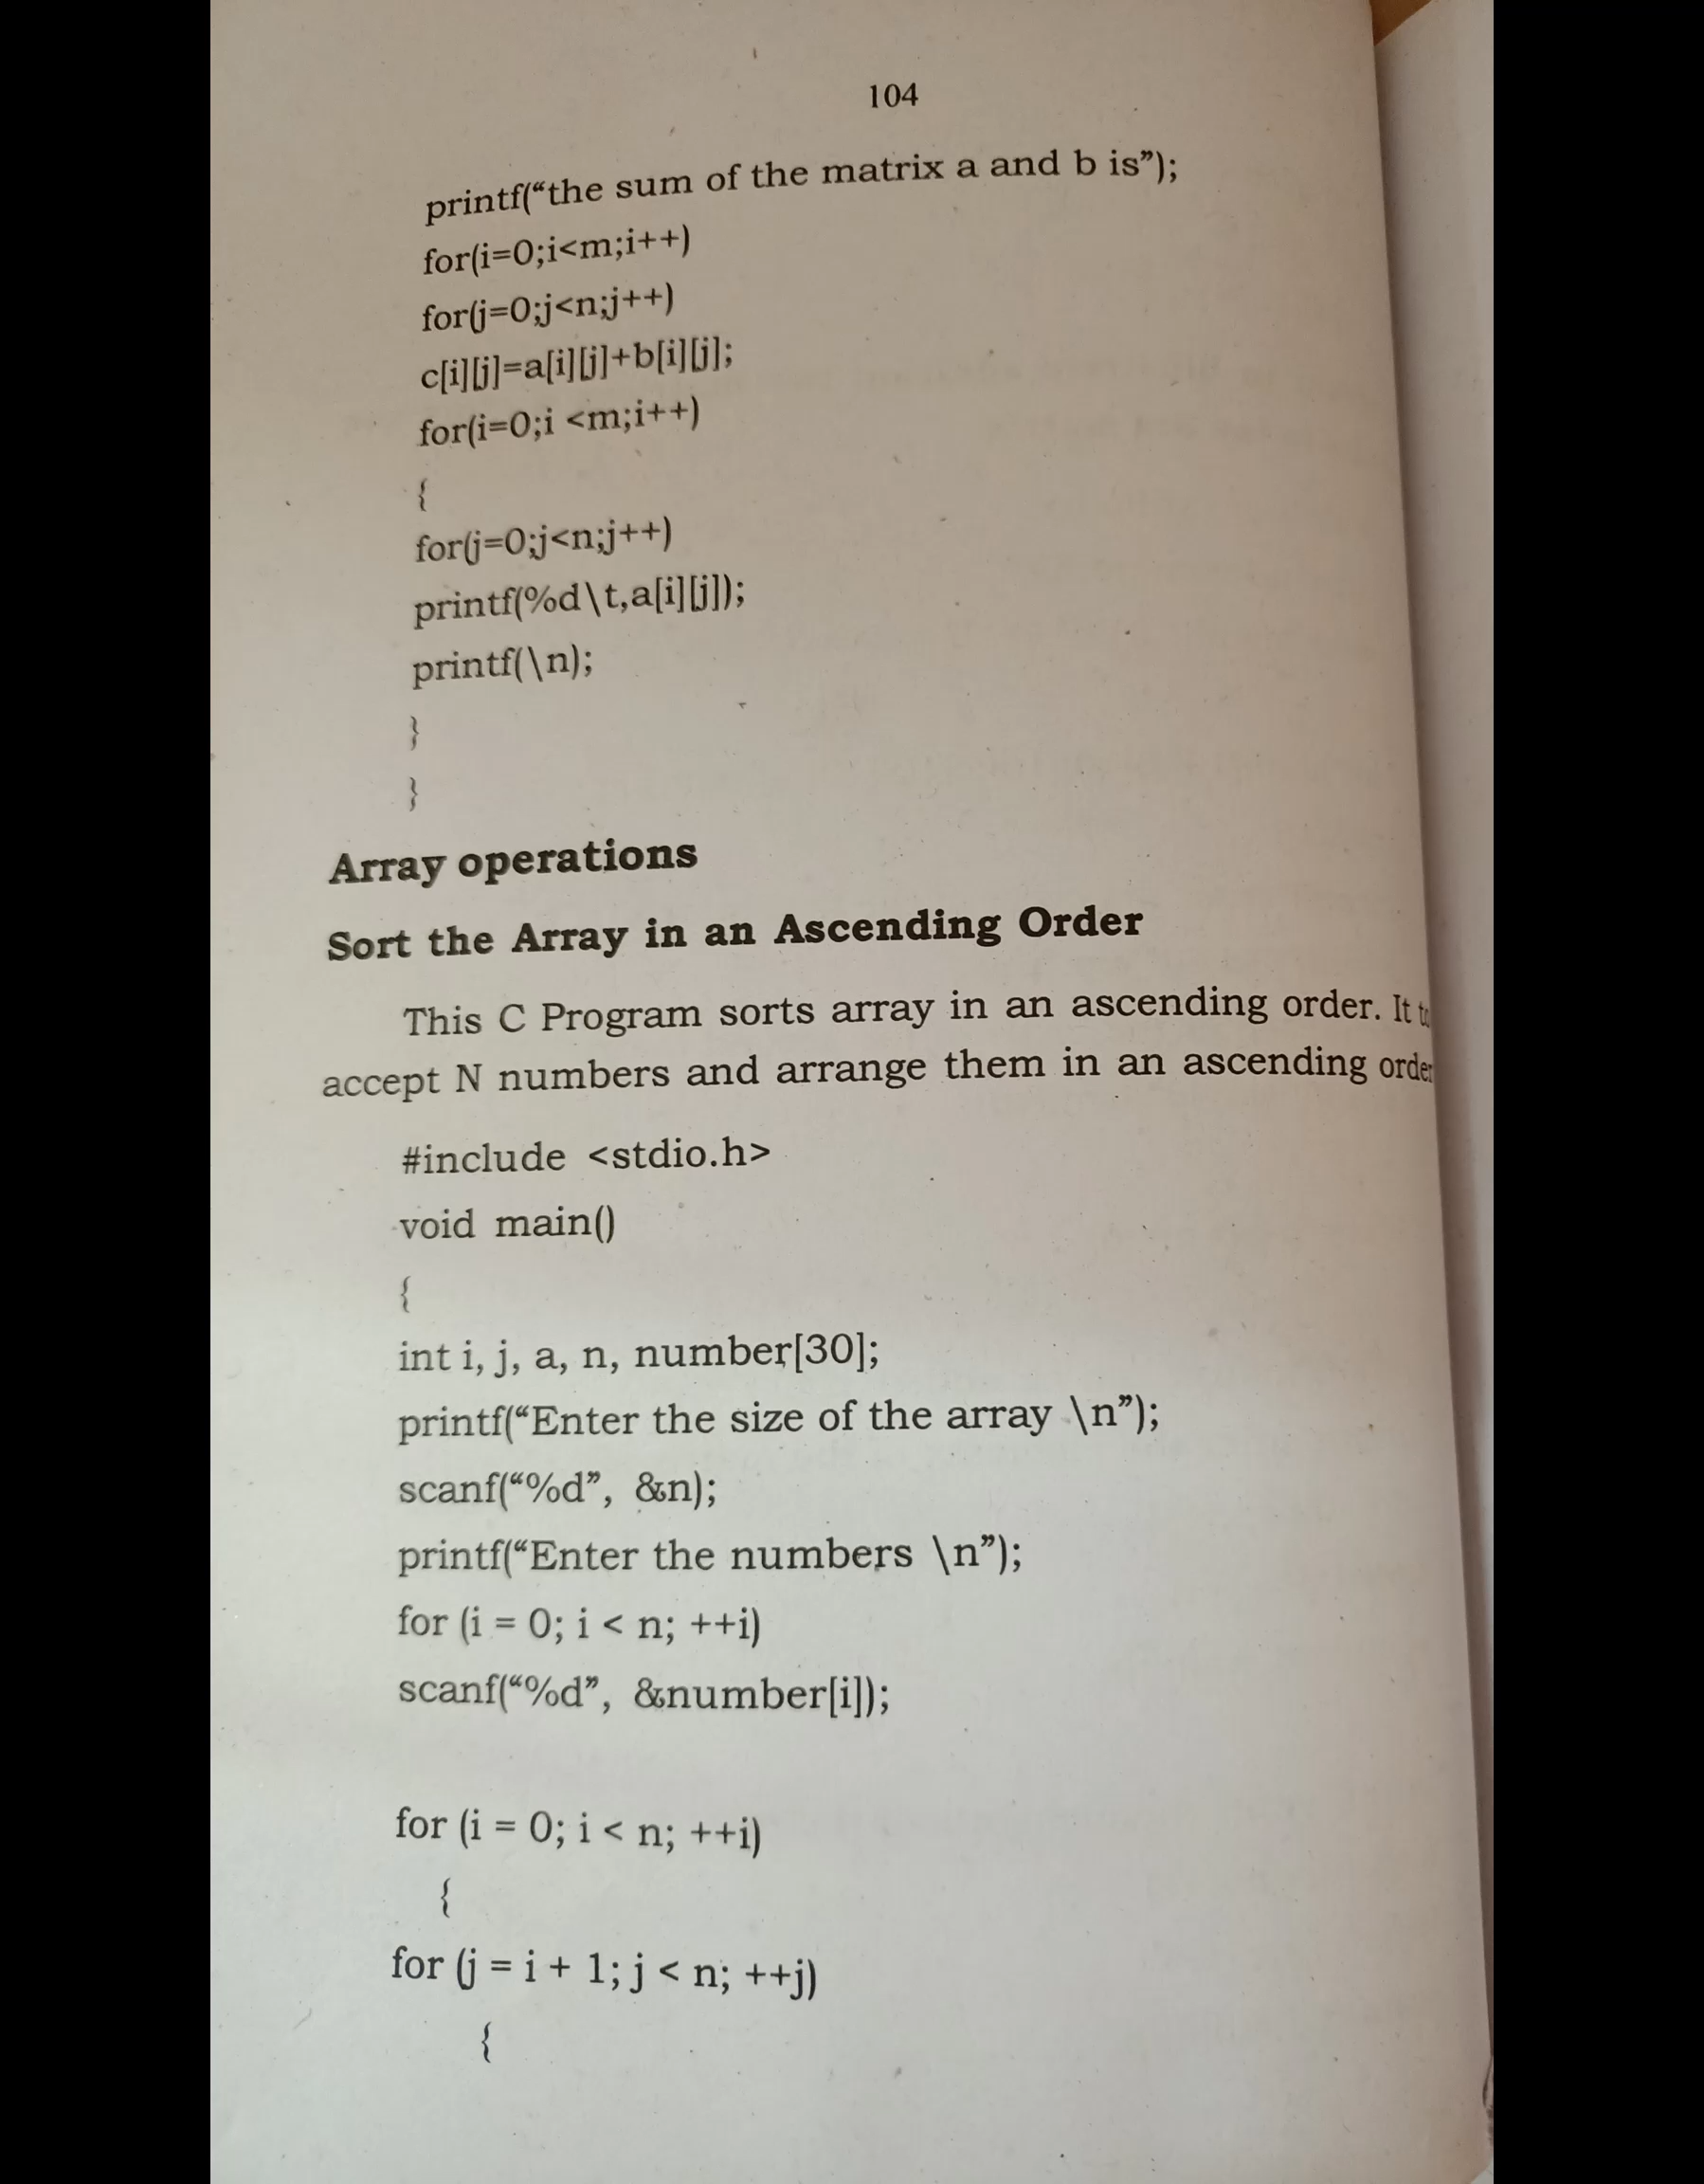 104
printf(“the sum of the matrix a and b is”);
for(i=0;i<m;i++)
for(j=0;j<n;j++)
c[i][j]=a[i][j]+b[i][j];
for(i=0;i <m;i++)
{
for(j=0;j<n;j++)
printf(%d\t,a[i][j]);
printf(\n);
}
}
Array operations
Sort the Array in an Ascending Order
This C Program sorts array in an ascending order. It
accept N numbers and arrange them in an ascending order
#include <stdio.h>
void main()
{
int i, j, a, n, number[30];
printf(“Enter the size of the array \n”);
scanf(“%d”, &n);
printf(“Enter the numbers \n”);
for (i = 0; i < n; ++i)
scanf(“%d”, &number[i]);
for (i = 0; i < n; ++i)
{
for (j = i + 1; j < n; ++j)
{